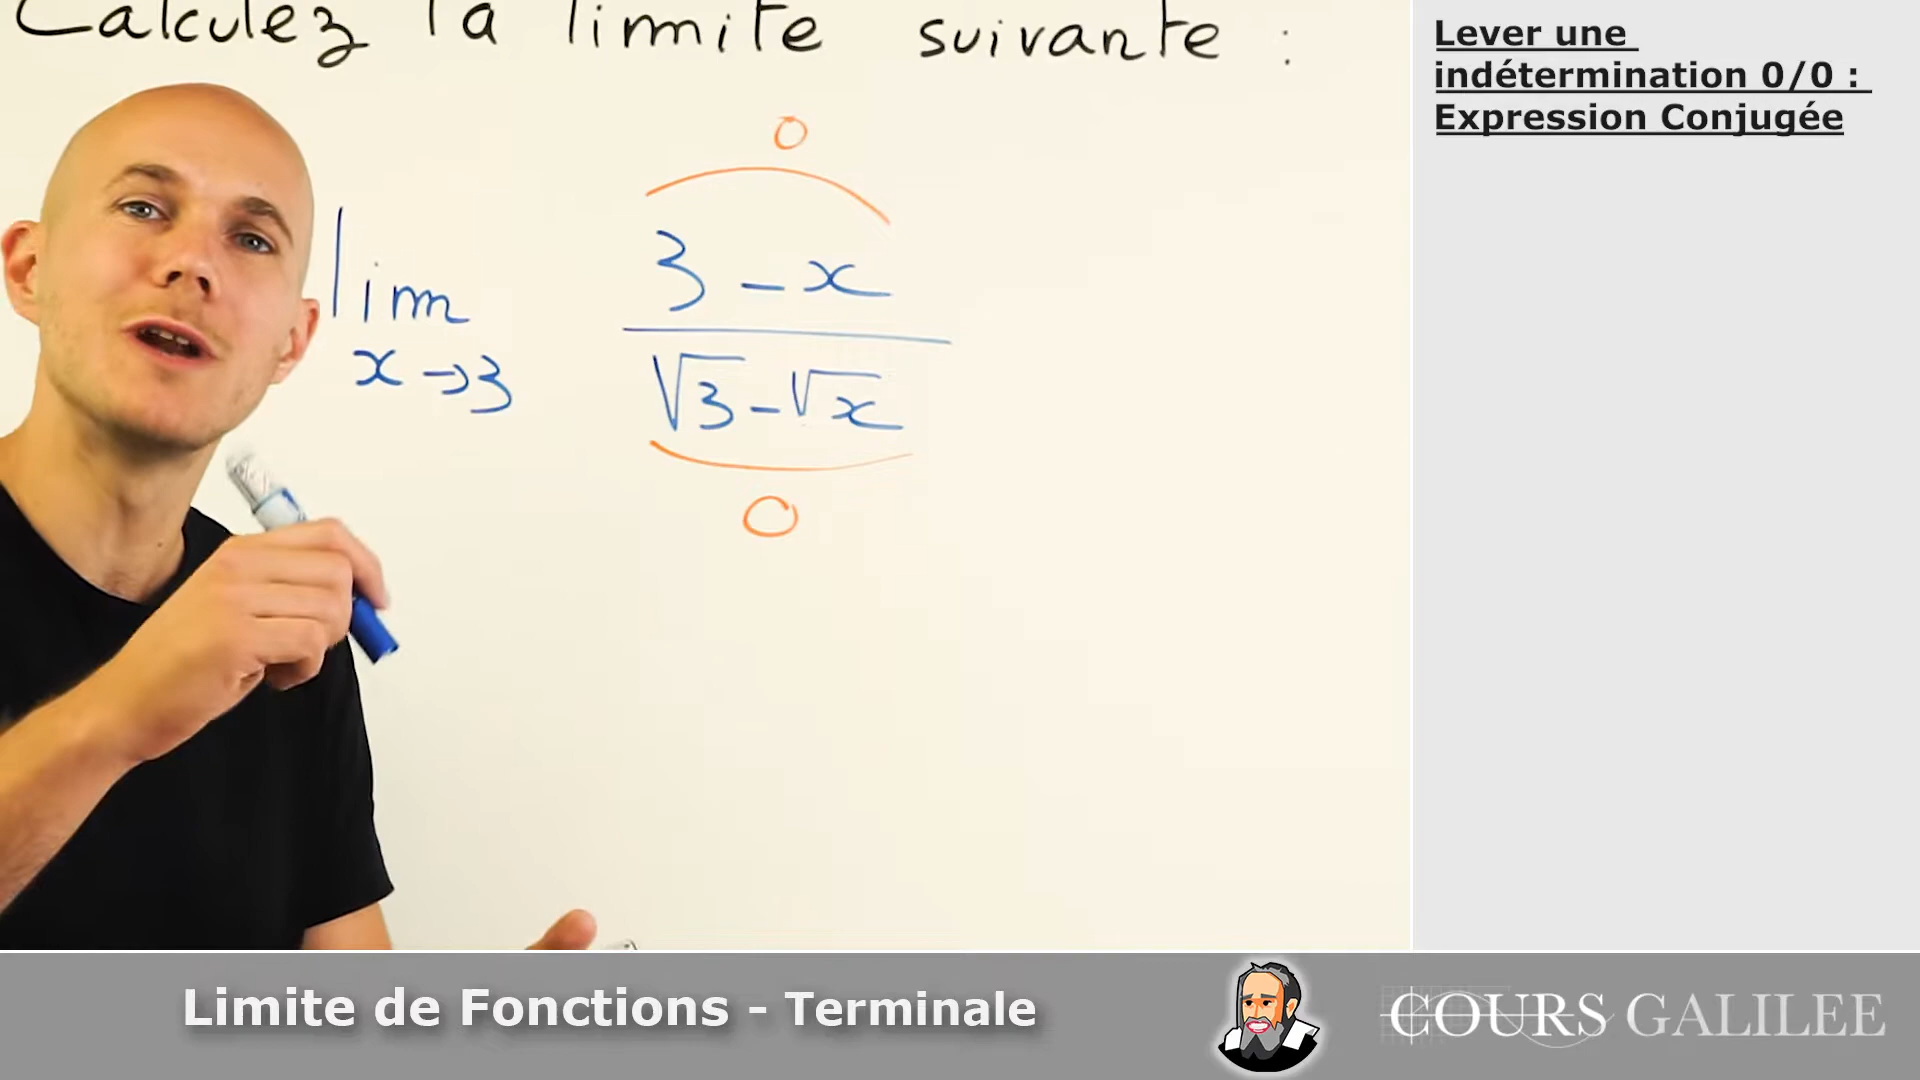 Calculez la limite suivante :
0
lim 3 - x
x → 3 √3 - √x
0
Lever une
indétermination 0/0 :
Expression Conjugée
Limite de Fonctions - Terminale
COURS GALILEE